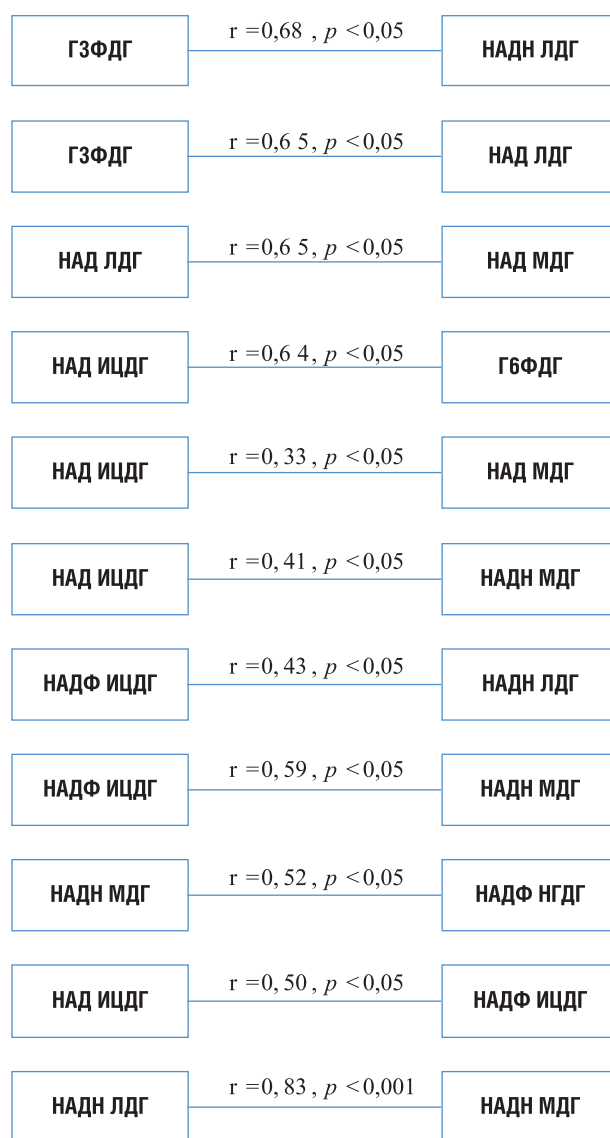 Г3ФДГ r =0,68 , p <0,05 НАДН ЛДГ
Г3ФДГ r =0,6 5, p <0,05 НАД ЛДГ
НАД ЛДГ r =0,6 5, p <0,05 НАД МДГ
НАД ИЦДГ r =0,6 4, p <0,05 Г6ФДГ
НАД ИЦДГ r =0, 33 , p <0,05 НАД МДГ
НАД ИЦДГ r =0, 41 , p <0,05 НАДН МДГ
НАДФ ИЦДГ r =0, 43 , p <0,05 НАДН ЛДГ
НАДФ ИЦДГ r =0, 59 , p <0,05 НАДН МДГ
НАДН МДГ r =0, 52 , p <0,05 НАДФ НГДГ
НАД ИЦДГ r =0, 50 , p <0,05 НАДФ ИЦДГ
НАДН ЛДГ r =0, 83 , p <0,001 НАДН МДГ